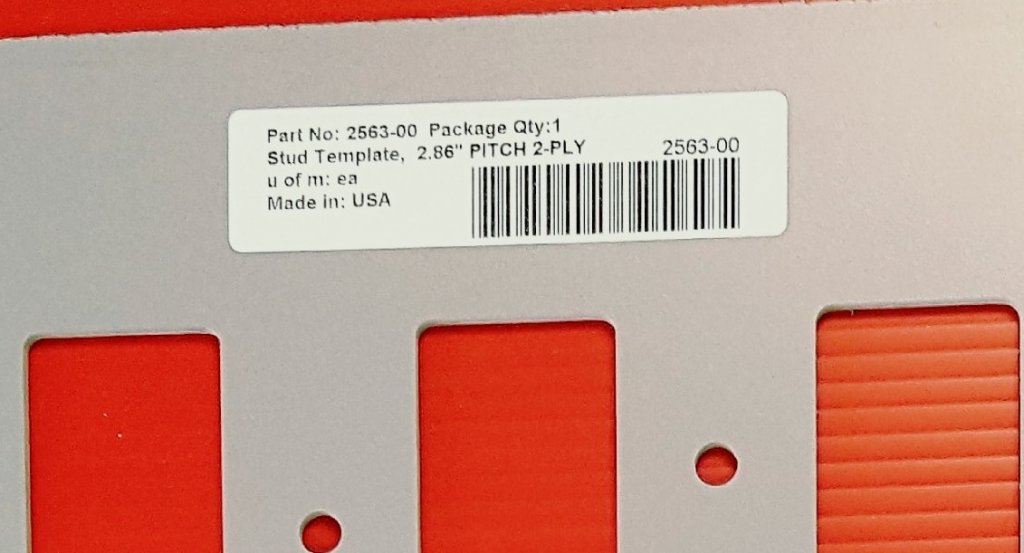 Part No: 2563-00 Package Qty:1
Stud Template, 2.86" PITCH 2-PLY
2563-00
u of m: ea
Made in: USA